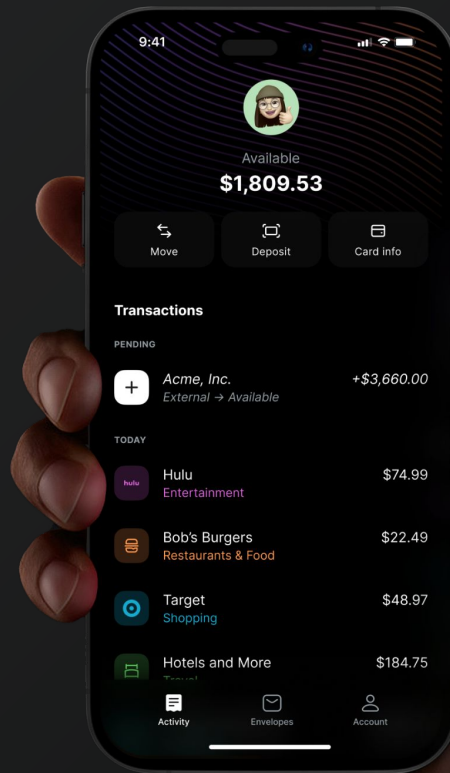 9:41
Available
$1,809.53
Move Deposit Card info
Transactions
PENDING
Acme, Inc. +$3,660.00
External → Available
TODAY
hulu
Hulu $74.99
Entertainment
Bob's Burgers $22.49
Restaurants & Food
Target $48.97
Shopping
Hotels and More $184.75
Travel
Activity Envelopes Account